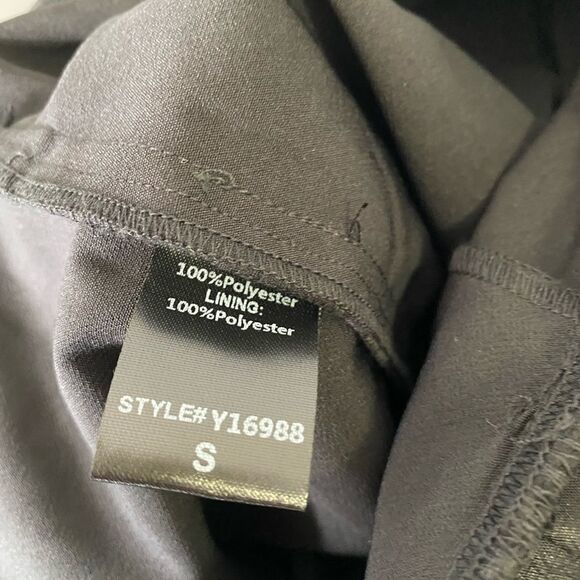 100%Polyester
LINING:
100%Polyester
STYLE# Y16988
S